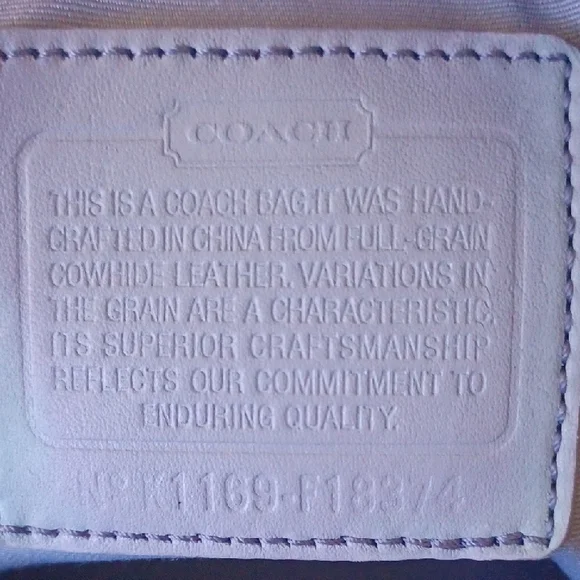 COACH
THIS IS A COACH BAG.IT WAS HAND-
CRAFTED IN CHINA FROM FULL-GRAIN
COWHIDE LEATHER. VARIATIONS IN
THE GRAIN ARE A CHARACTERISTIC.
ITS SUPERIOR CRAFTSMANSHIP
REFLECTS OUR COMMITMENT TO
ENDURING QUALITY.
Nº K1169-F18374